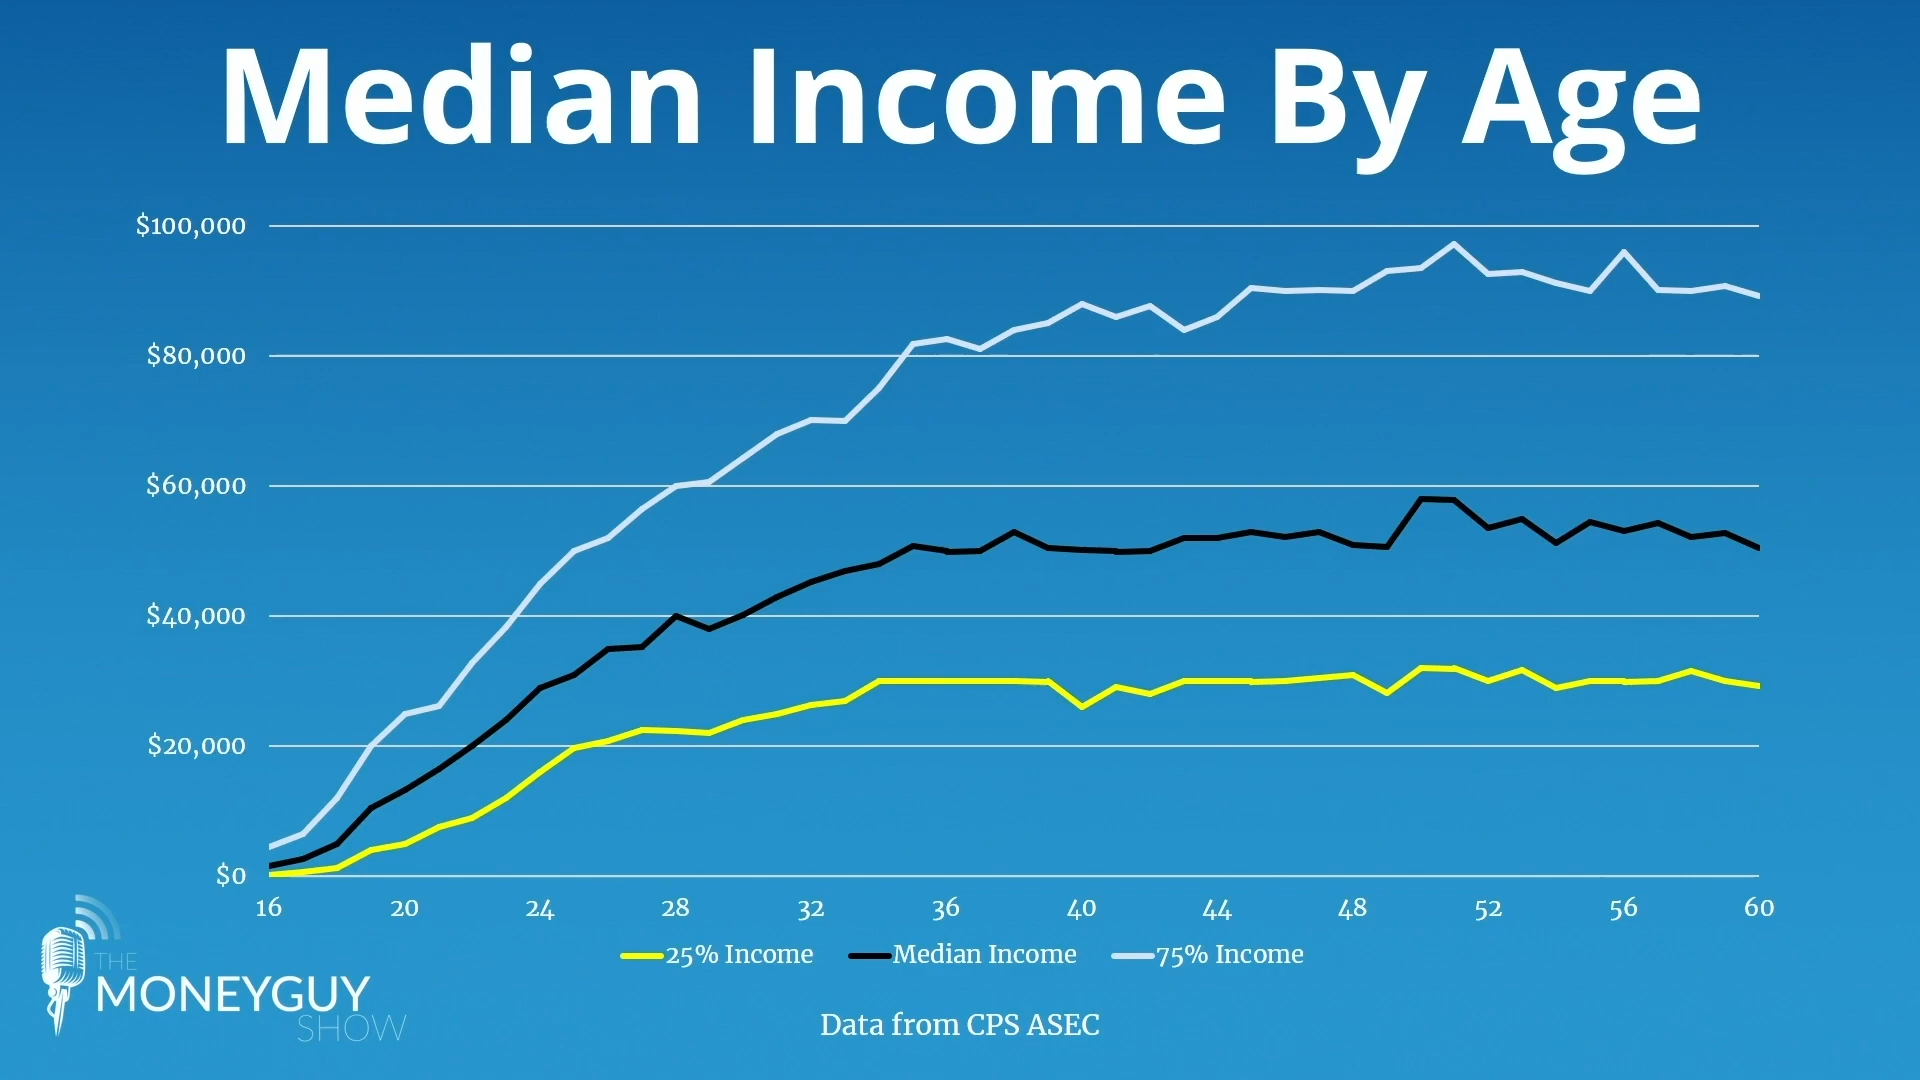 Median Income By Age
$100,000
$80,000
$60,000
$40,000
$20,000
$0
16 20 24 28 32 36 40 44 48 52 56 60
25% Income Median Income 75% Income
THE
MONEYGUY
SHOW
Data from CPS ASEC